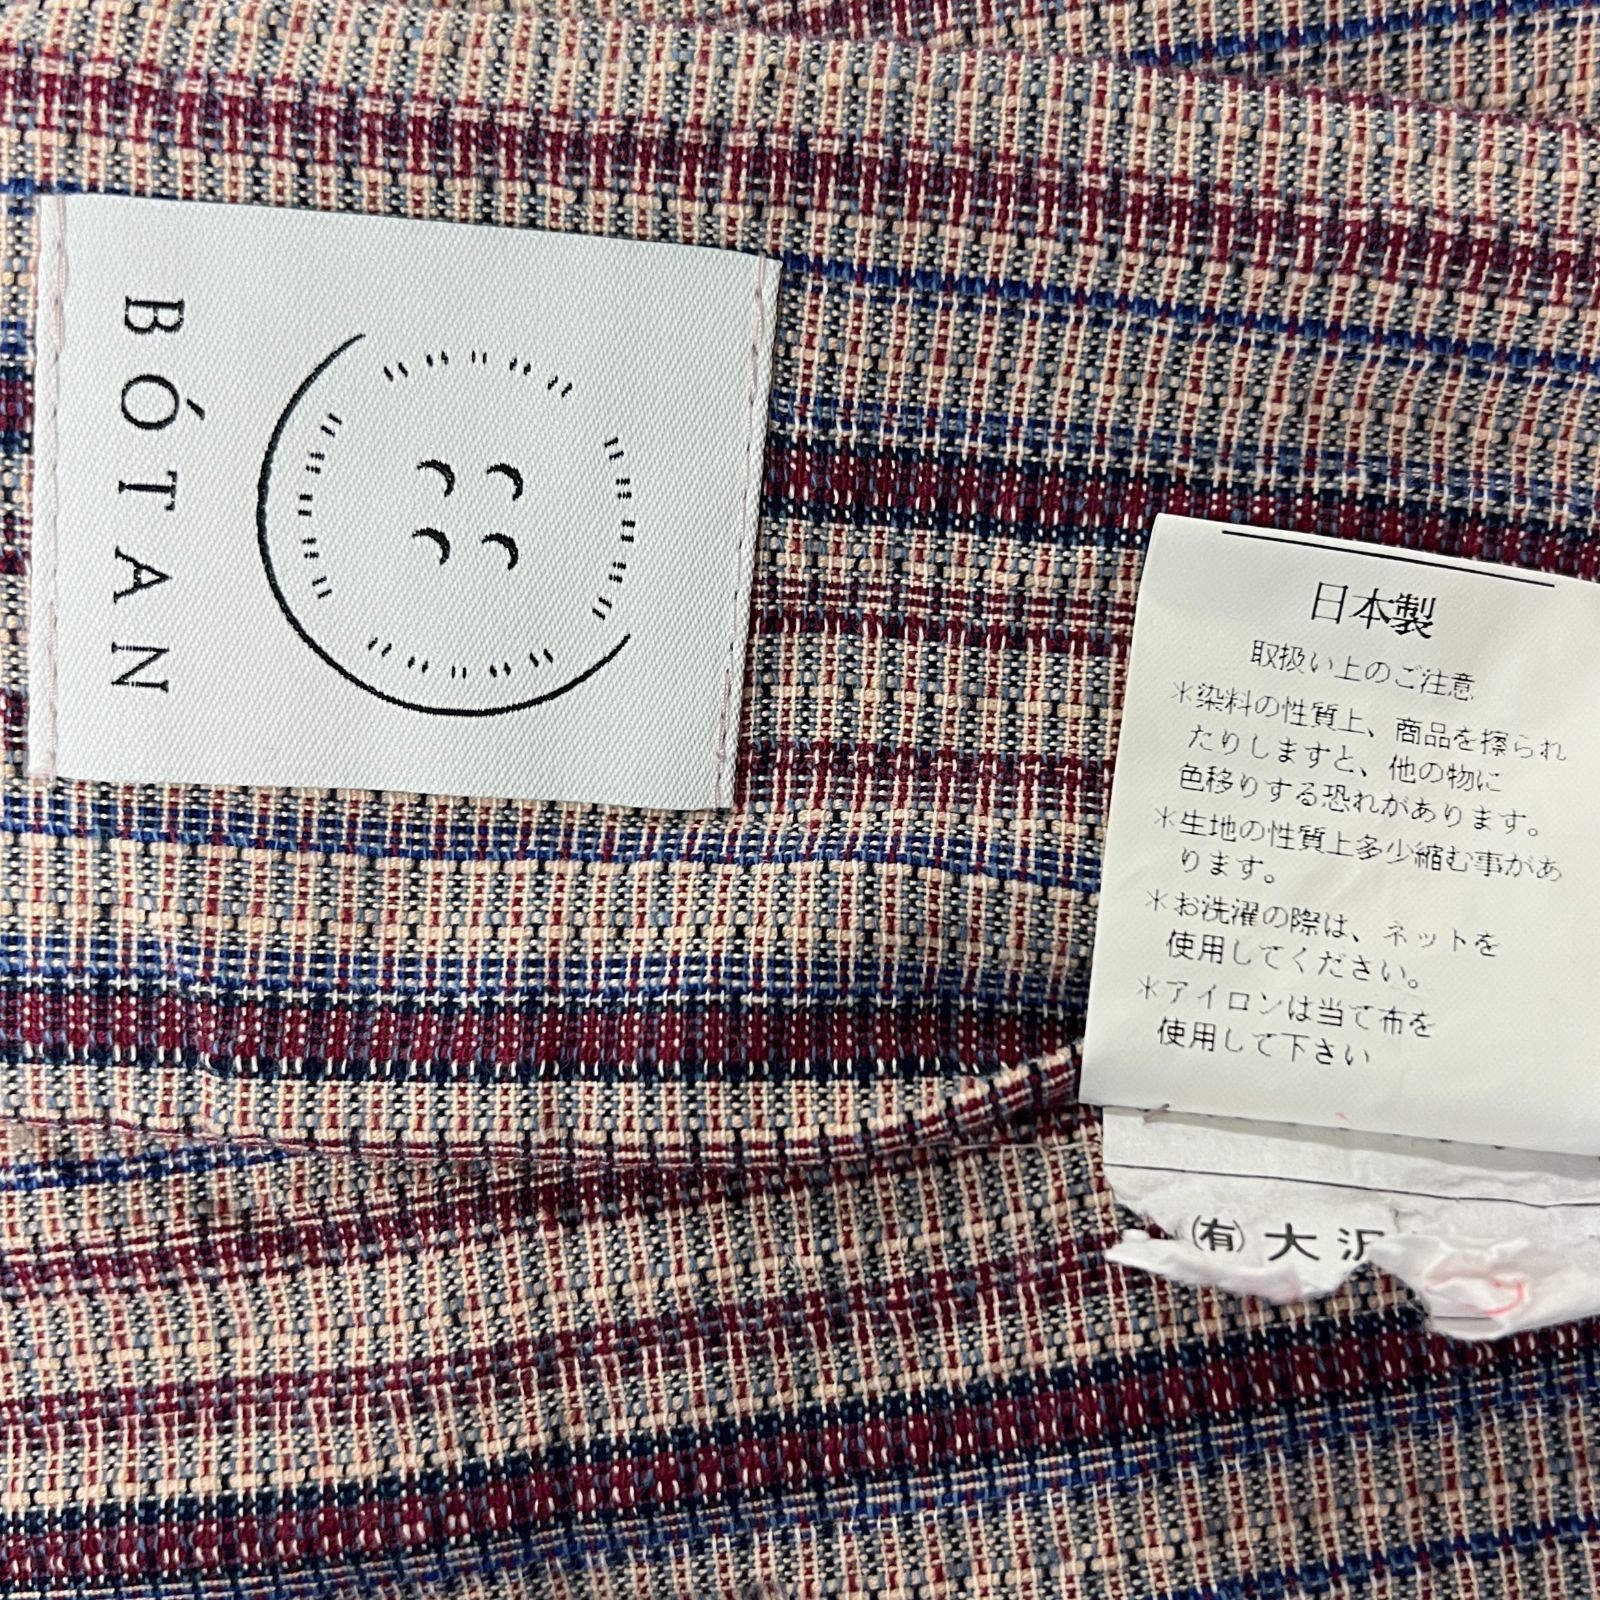 BÓTAN
日本製
取扱い上のご注意
＊染料の性質上、商品を擦られ
たりしますと、他の物に
色移りする恐れがあります。
＊生地の性質上多少縮む事があ
ります。
＊お洗濯の際は、ネットを
使用してください。
＊アイロンは当て布を
使用して下さい
㈲大沢